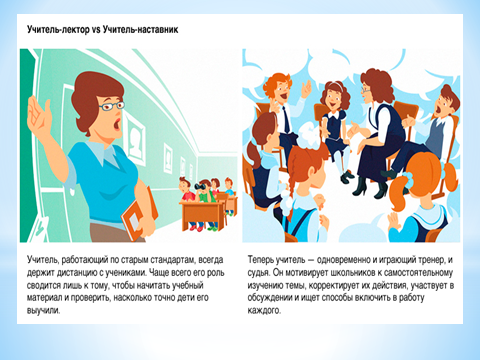 Учитель-лектор vs Учитель-наставник
Учитель, работающий по старым стандартам, всегда
держит дистанцию с учениками. Чаще всего его роль
сводится лишь к тому, чтобы начитать учебный
материал и проверить, насколько точно дети его
выучили.
Теперь учитель — одновременно и играющий тренер, и
судья. Он мотивирует школьников к самостоятельному
изучению темы, корректирует их действия, участвует в
обсуждении и ищет способы включить в работу
каждого.